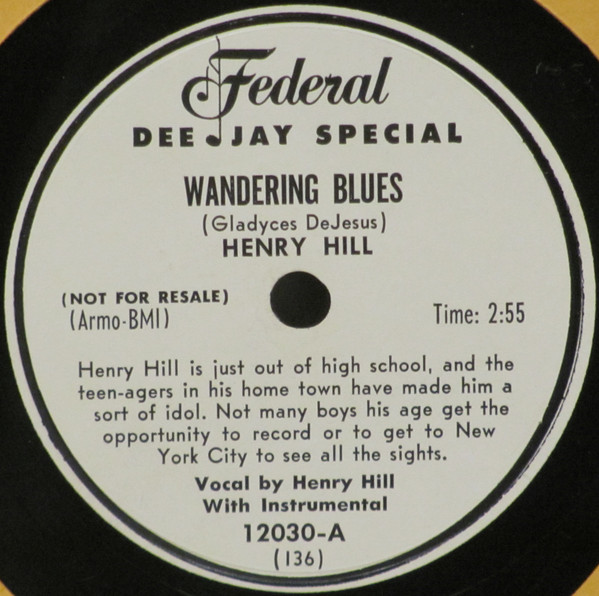 Federal
DEE JAY SPECIAL
WANDERING BLUES
(Gladyces DeJesus)
HENRY HILL
(NOT FOR RESALE)
(Armo-BMI)
Time: 2:55
Henry Hill is just out of high school, and the
teen-agers in his home town have made him a
sort of idol. Not many boys his age get the
opportunity to record or to get to New
York City to see all the sights.
Vocal by Henry Hill
With Instrumental
12030-A
(136)